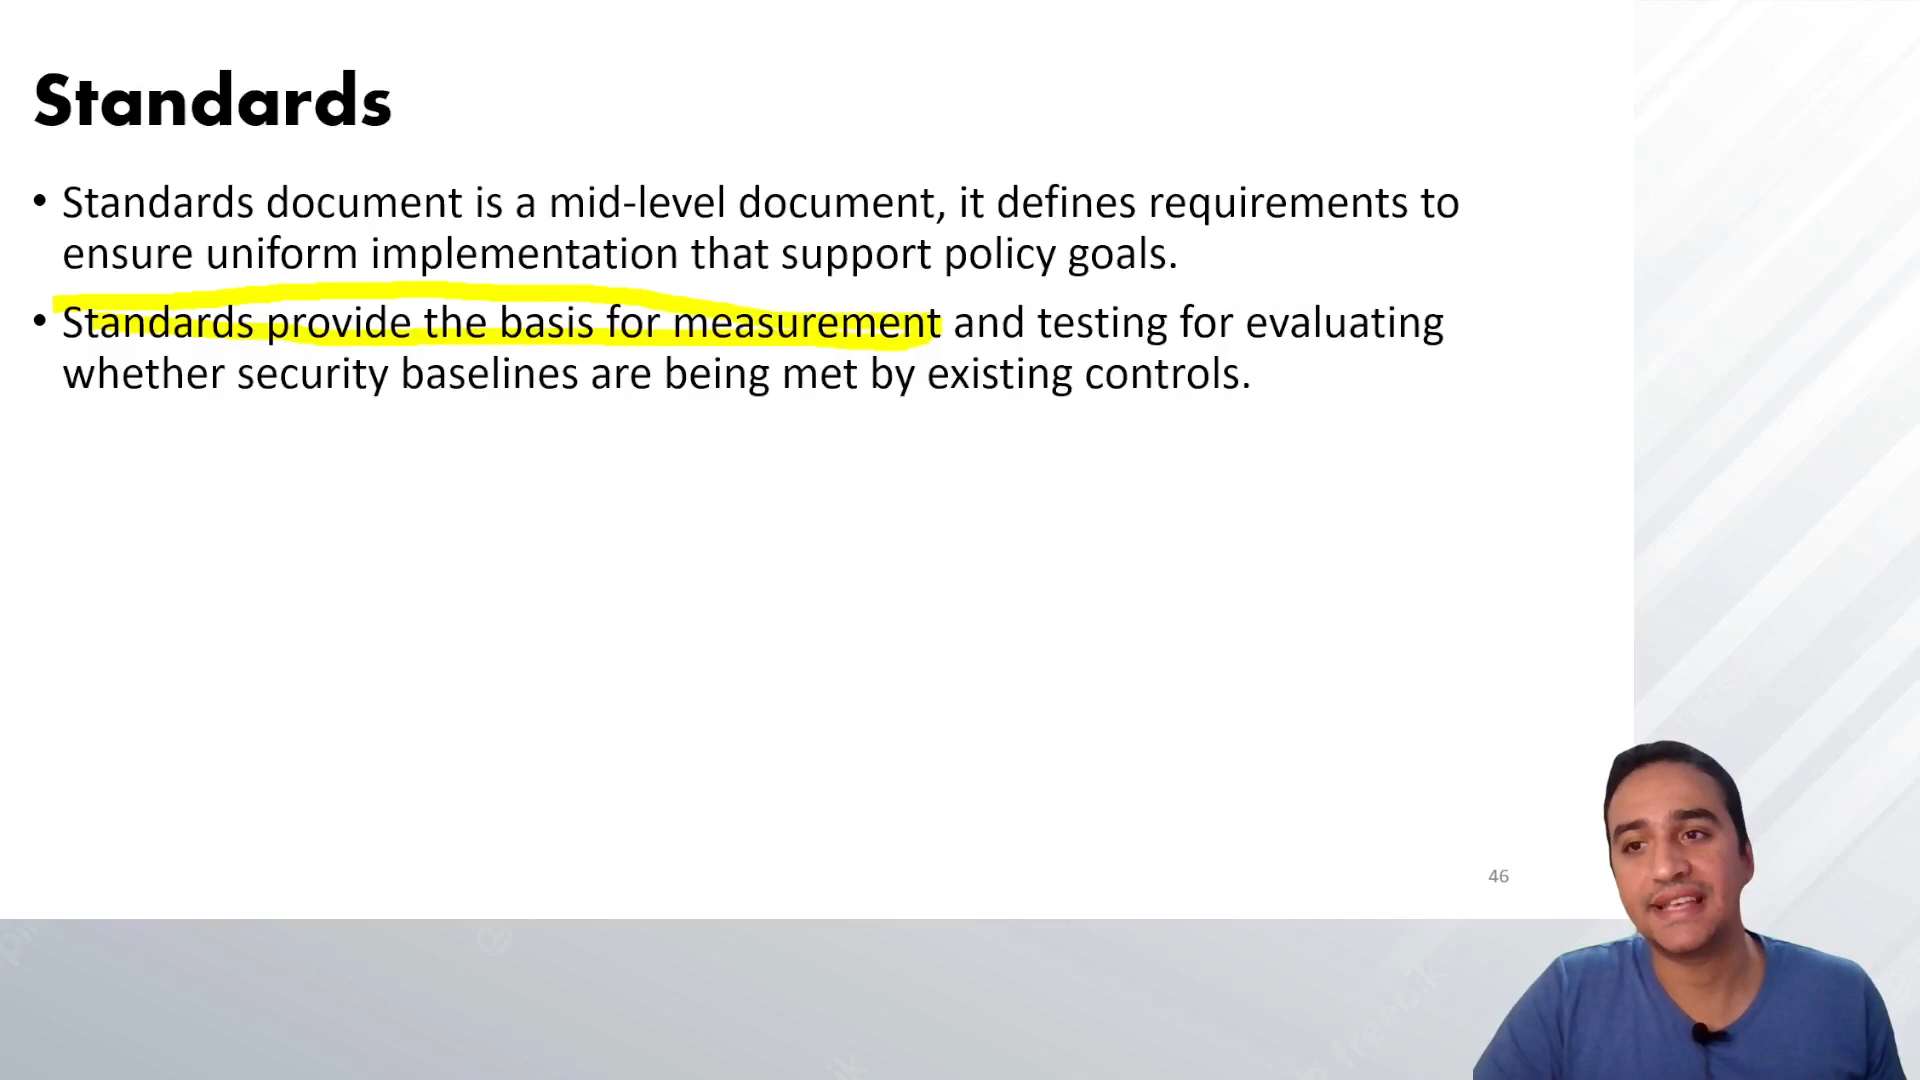 Standards
• Standards document is a mid-level document, it defines requirements to
ensure uniform implementation that support policy goals.
• Standards provide the basis for measurement and testing for evaluating
whether security baselines are being met by existing controls.
46